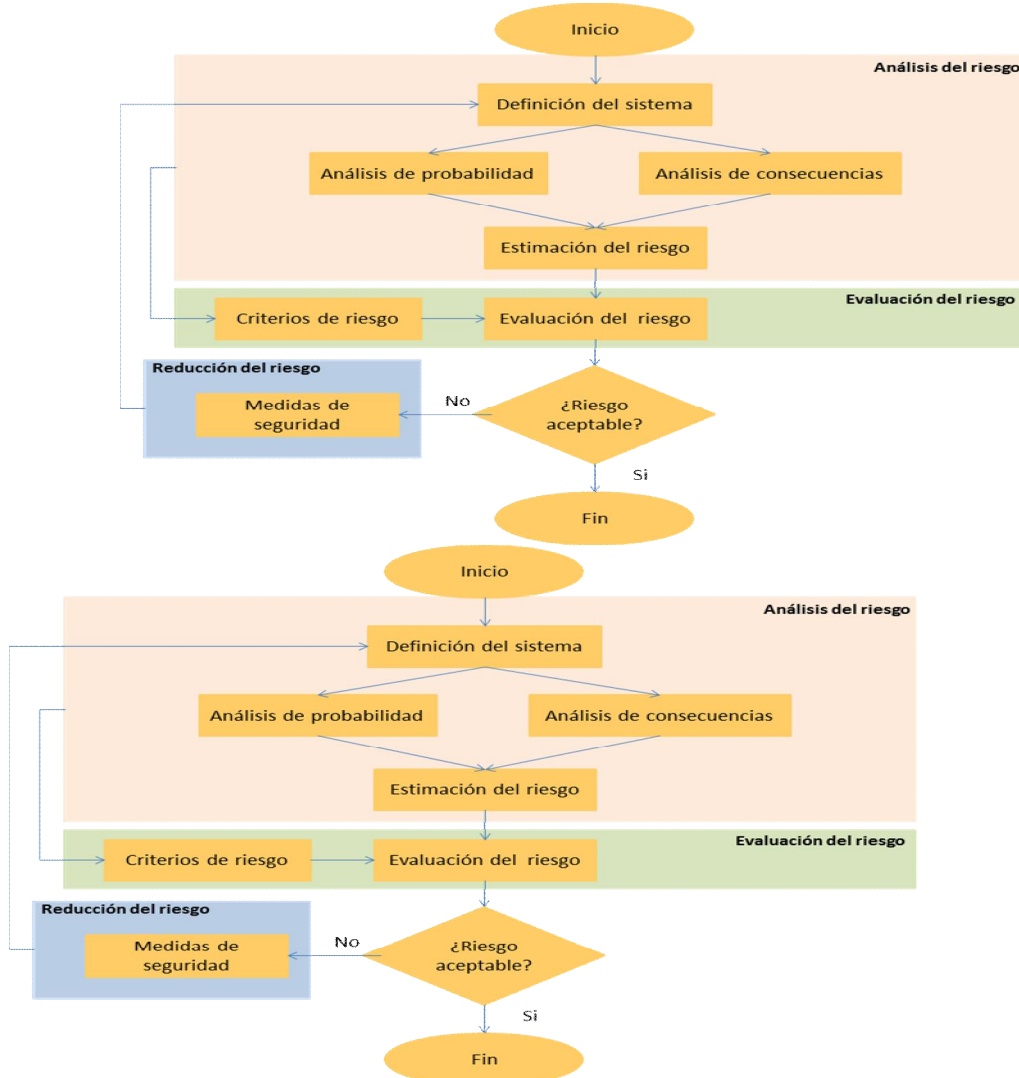 Inicio
Análisis del riesgo
Definición del sistema
Análisis de probabilidad
Análisis de consecuencias
Estimación del riesgo
Evaluación del riesgo
Criterios de riesgo
Evaluación del riesgo
Reducción del riesgo
Medidas de
seguridad
No
¿Riesgo
aceptable?
Si
Fin
Inicio
Análisis del riesgo
Definición del sistema
Análisis de probabilidad
Análisis de consecuencias
Estimación del riesgo
Evaluación del riesgo
Criterios de riesgo
Evaluación del riesgo
Reducción del riesgo
Medidas de
seguridad
No
¿Riesgo
aceptable?
Si
Fin